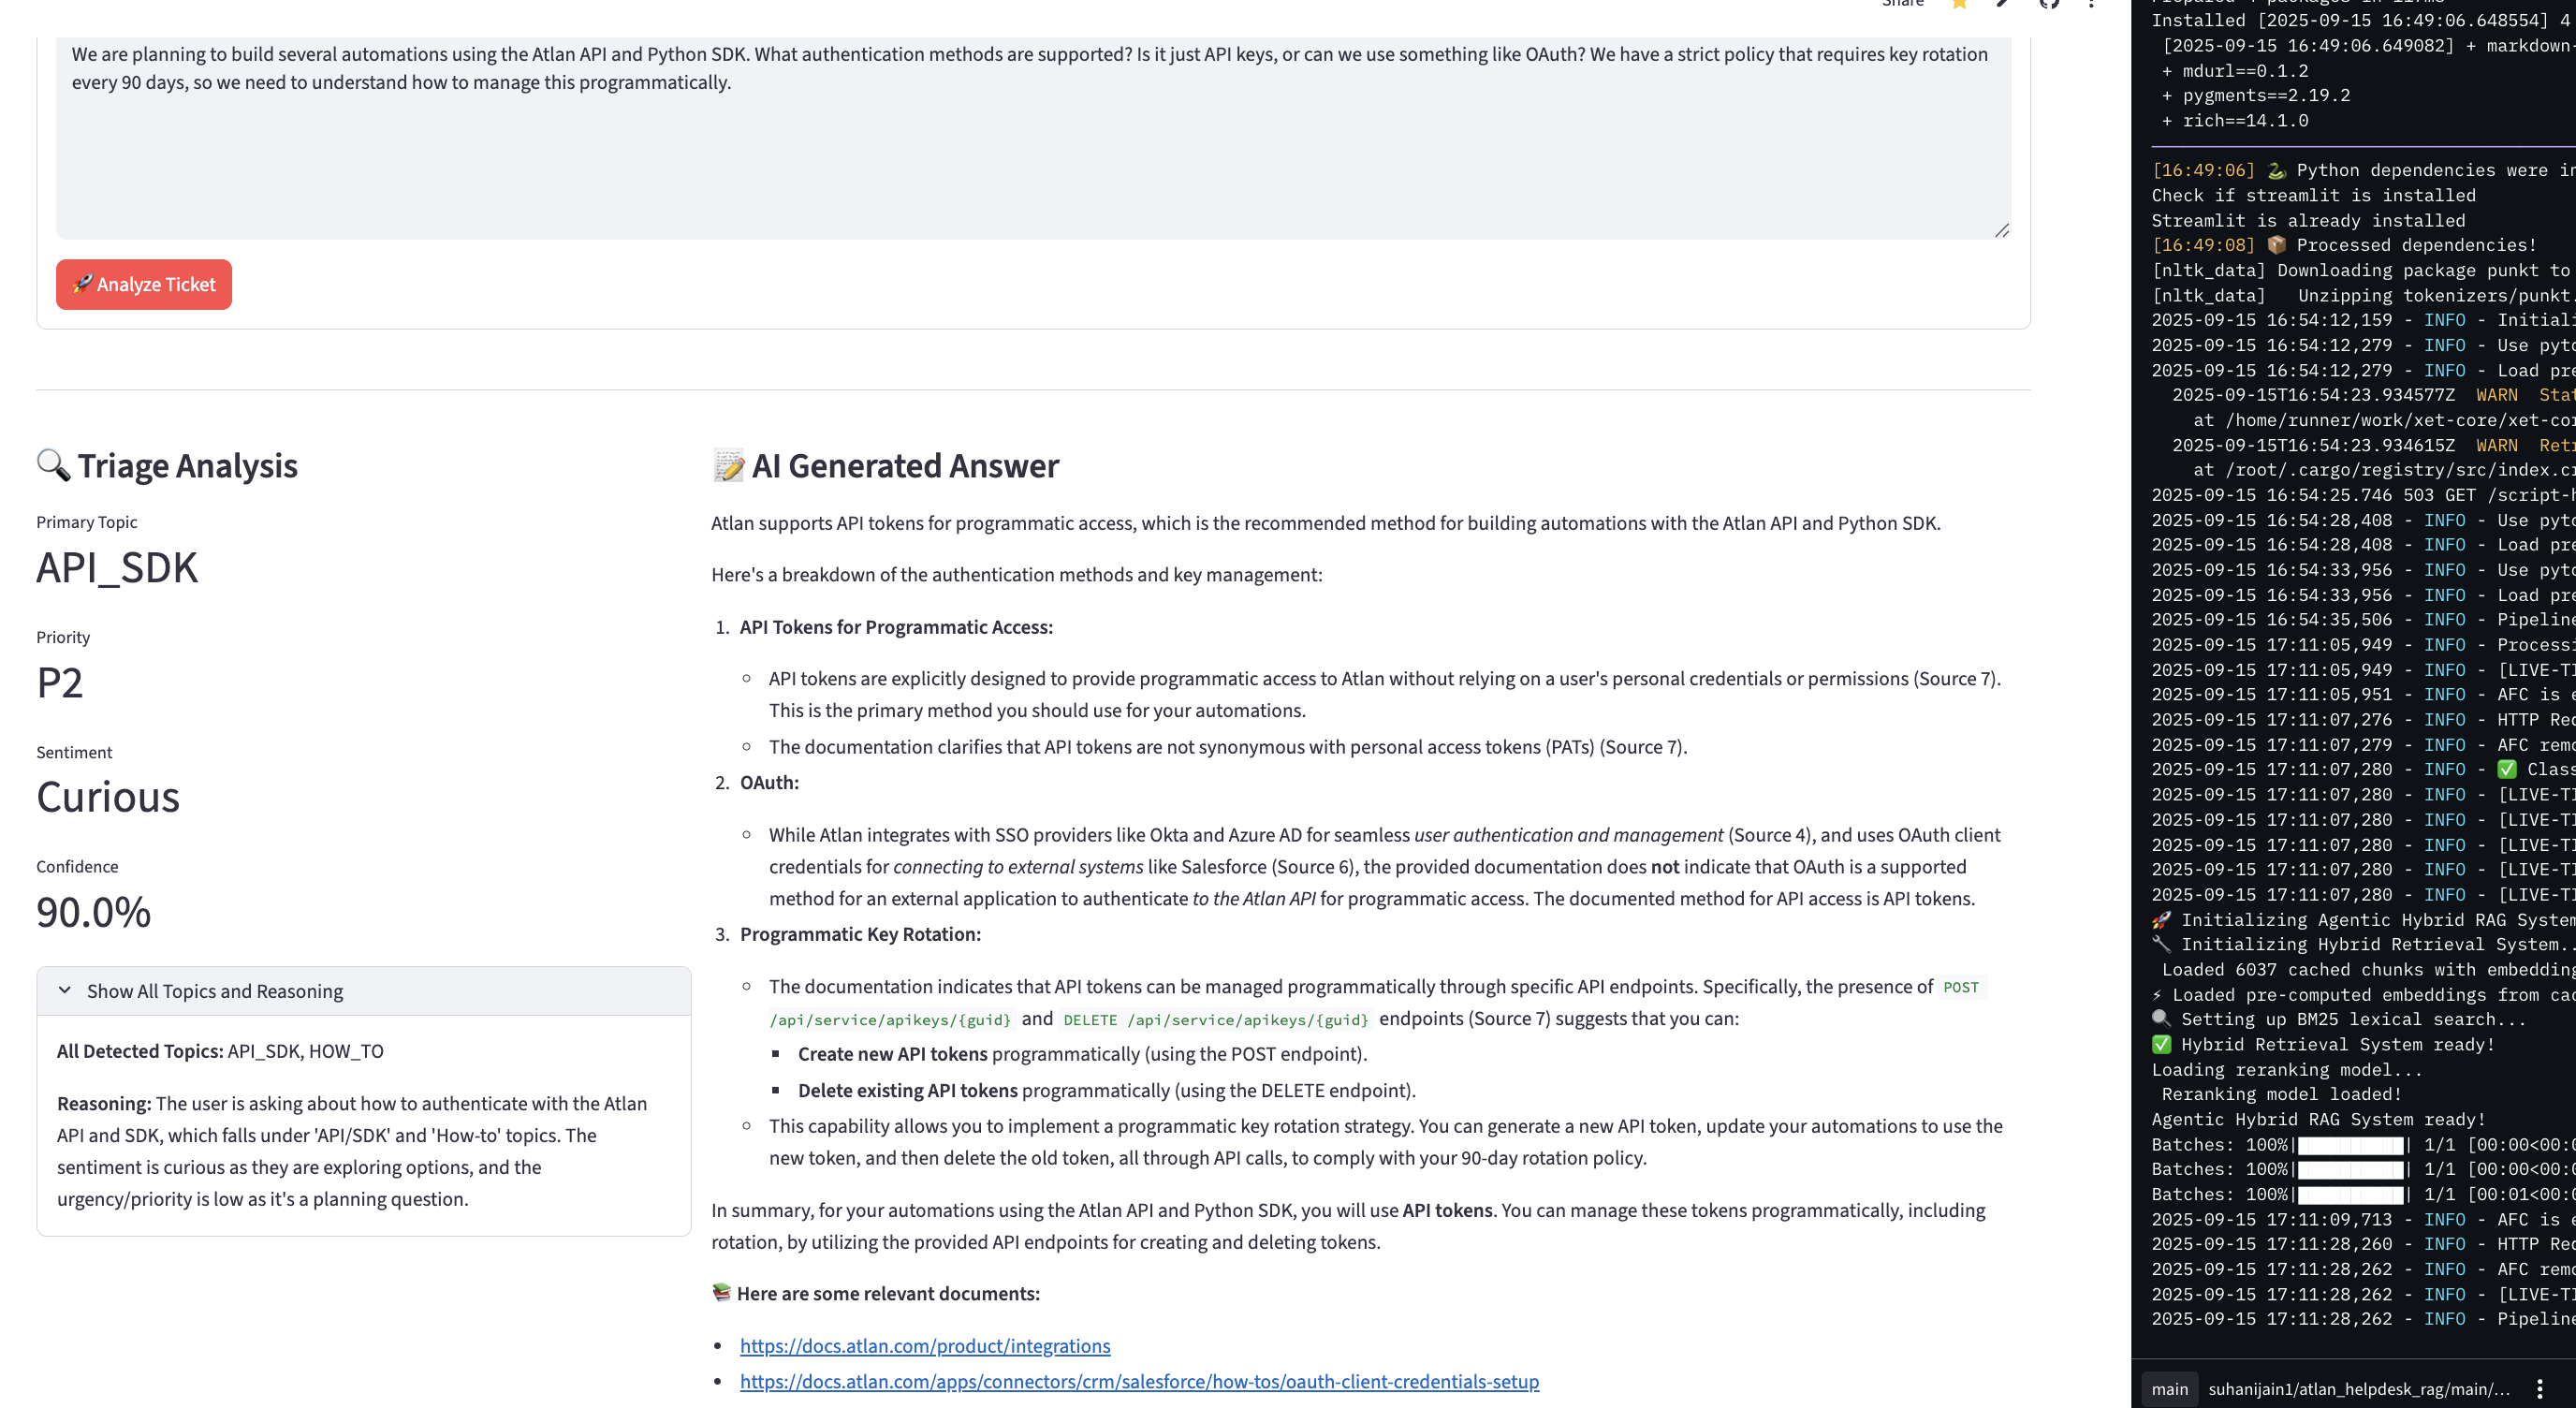 Share
We are planning to build several automations using the Atlan API and Python SDK. What authentication methods are supported? Is it just API keys, or can we use something like OAuth? We have a strict policy that requires key rotation
every 90 days, so we need to understand how to manage this programmatically.
🚀 Analyze Ticket
🔍 Triage Analysis
Primary Topic
API_SDK
Priority
P2
Sentiment
Curious
Confidence
90.0%
Show All Topics and Reasoning
All Detected Topics: API_SDK, HOW_TO
Reasoning: The user is asking about how to authenticate with the Atlan
API and SDK, which falls under 'API/SDK' and 'How-to' topics. The
sentiment is curious as they are exploring options, and the
urgency/priority is low as it's a planning question.
📝 AI Generated Answer
Atlan supports API tokens for programmatic access, which is the recommended method for building automations with the Atlan API and Python SDK.
Here's a breakdown of the authentication methods and key management:
1. API Tokens for Programmatic Access:
API tokens are explicitly designed to provide programmatic access to Atlan without relying on a user's personal credentials or permissions (Source 7).
This is the primary method you should use for your automations.
The documentation clarifies that API tokens are not synonymous with personal access tokens (PATs) (Source 7).
2. OAuth:
While Atlan integrates with SSO providers like Okta and Azure AD for seamless user authentication and management (Source 4), and uses OAuth client
credentials for connecting to external systems like Salesforce (Source 6), the provided documentation does not indicate that OAuth is a supported
method for an external application to authenticate to the Atlan API for programmatic access. The documented method for API access is API tokens.
3. Programmatic Key Rotation:
The documentation indicates that API tokens can be managed programmatically through specific API endpoints. Specifically, the presence of POST
/api/service/apikeys/{guid} and DELETE /api/service/apikeys/{guid} endpoints (Source 7) suggests that you can:
Create new API tokens programmatically (using the POST endpoint).
Delete existing API tokens programmatically (using the DELETE endpoint).
This capability allows you to implement a programmatic key rotation strategy. You can generate a new API token, update your automations to use the
new token, and then delete the old token, all through API calls, to comply with your 90-day rotation policy.
In summary, for your automations using the Atlan API and Python SDK, you will use API tokens. You can manage these tokens programmatically, including
rotation, by utilizing the provided API endpoints for creating and deleting tokens.
📚 Here are some relevant documents:
https://docs.atlan.com/product/integrations
https://docs.atlan.com/apps/connectors/crm/salesforce/how-tos/oauth-client-credentials-setup
Installed [2025-09-15 16:49:06.648554] 4
[2025-09-15 16:49:06.649082] + markdown-
+ mdurl==0.1.2
+ pygments==2.19.2
+ rich==14.1.0
[16:49:06] 🐍 Python dependencies were in
Check if streamlit is installed
Streamlit is already installed
[16:49:08] 📦 Processed dependencies!
[nltk_data] Downloading package punkt to
[nltk_data] Unzipping tokenizers/punkt.
2025-09-15 16:54:12,159 - INFO - Initiali
2025-09-15 16:54:12,279 - INFO - Use pyto
2025-09-15 16:54:12,279 - INFO - Load pre
2025-09-15T16:54:23.934577Z WARN Stat
at /home/runner/work/xet-core/xet-cor
2025-09-15T16:54:23.934615Z WARN Retr
at /root/.cargo/registry/src/index.cr
2025-09-15 16:54:25.746 503 GET /script-h
2025-09-15 16:54:28,408 - INFO - Use pyto
2025-09-15 16:54:28,408 - INFO - Load pre
2025-09-15 16:54:33,956 - INFO - Use pyto
2025-09-15 16:54:33,956 - INFO - Load pre
2025-09-15 16:54:35,506 - INFO - Pipeline
2025-09-15 17:11:05,949 - INFO - Processi
2025-09-15 17:11:05,949 - INFO - [LIVE-TI
2025-09-15 17:11:05,951 - INFO - AFC is e
2025-09-15 17:11:07,276 - INFO - HTTP Req
2025-09-15 17:11:07,279 - INFO - AFC remo
2025-09-15 17:11:07,280 - INFO - ✅ Class
2025-09-15 17:11:07,280 - INFO - [LIVE-TI
2025-09-15 17:11:07,280 - INFO - [LIVE-TI
2025-09-15 17:11:07,280 - INFO - [LIVE-TI
2025-09-15 17:11:07,280 - INFO - [LIVE-TI
2025-09-15 17:11:07,280 - INFO - [LIVE-TI
🚀 Initializing Agentic Hybrid RAG System
🔧 Initializing Hybrid Retrieval System..
Loaded 6037 cached chunks with embedding
⚡ Loaded pre-computed embeddings from cac
🔍 Setting up BM25 lexical search...
✅ Hybrid Retrieval System ready!
Loading reranking model...
Reranking model loaded!
Agentic Hybrid RAG System ready!
Batches: 100%|██████████| 1/1 [00:00<00:0
Batches: 100%|██████████| 1/1 [00:00<00:0
Batches: 100%|██████████| 1/1 [00:01<00:0
2025-09-15 17:11:09,713 - INFO - AFC is e
2025-09-15 17:11:28,260 - INFO - HTTP Req
2025-09-15 17:11:28,262 - INFO - AFC remo
2025-09-15 17:11:28,262 - INFO - [LIVE-TI
2025-09-15 17:11:28,262 - INFO - Pipeline
main suhanijain1/atlan_helpdesk_rag/main/...